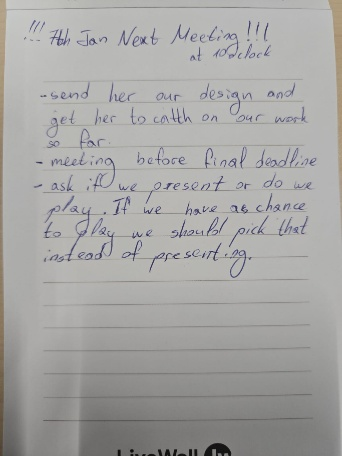 !!! 7th Jan Next Meeting!!!
at 10 o'clock
- send her our design and
get her to catch on our work
so far.
- meeting before final deadline
- ask if we present or do we
play. If we have a chance
to play we should pick that
instead of presenting.
LiveWall